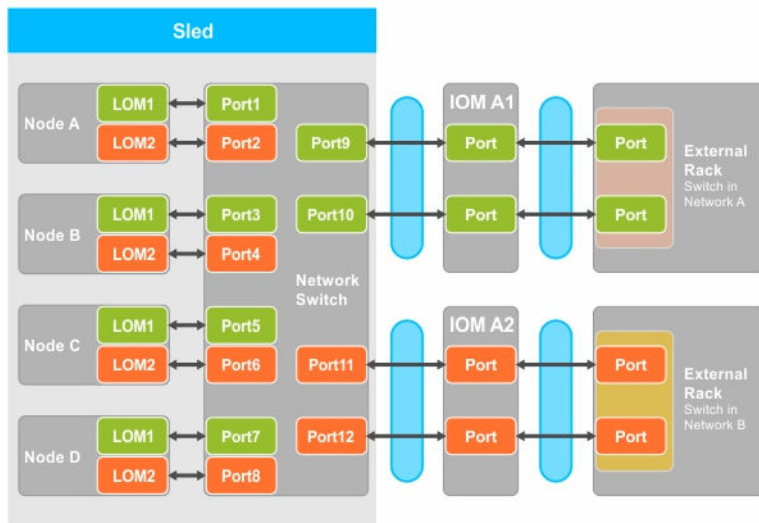 Sled
Node A
LOM1
Port1
LOM2
Port2
Node B
LOM1
Port3
LOM2
Port4
Node C
LOM1
Port5
LOM2
Port6
Node D
LOM1
Port7
LOM2
Port8
Port9
Port10
Network
Switch
Port11
Port12
IOM A1
Port
Port
IOM A2
Port
Port
Port
Port
External
Rack
Switch in
Network A
Port
Port
External
Rack
Switch in
Network B